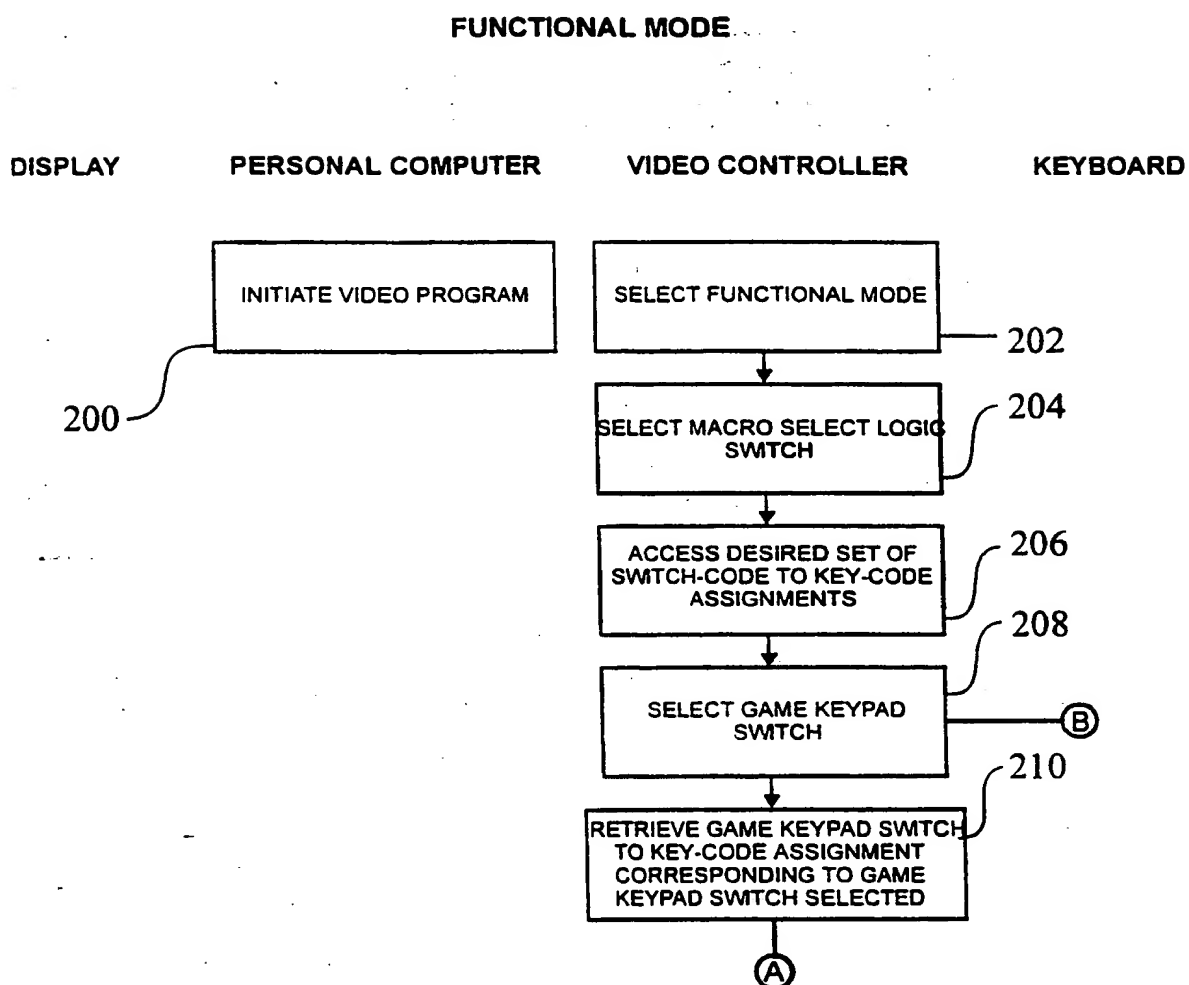 FUNCTIONAL MODE
DISPLAY PERSONAL COMPUTER VIDEO CONTROLLER KEYBOARD
INITIATE VIDEO PROGRAM
200
SELECT FUNCTIONAL MODE
202
SELECT MACRO SELECT LOGIC
SWITCH
204
ACCESS DESIRED SET OF
SWITCH-CODE TO KEY-CODE
ASSIGNMENTS
206
SELECT GAME KEYPAD
SWITCH
208
B
RETRIEVE GAME KEYPAD SWITCH
TO KEY-CODE ASSIGNMENT
CORRESPONDING TO GAME
KEYPAD SWITCH SELECTED
210
A